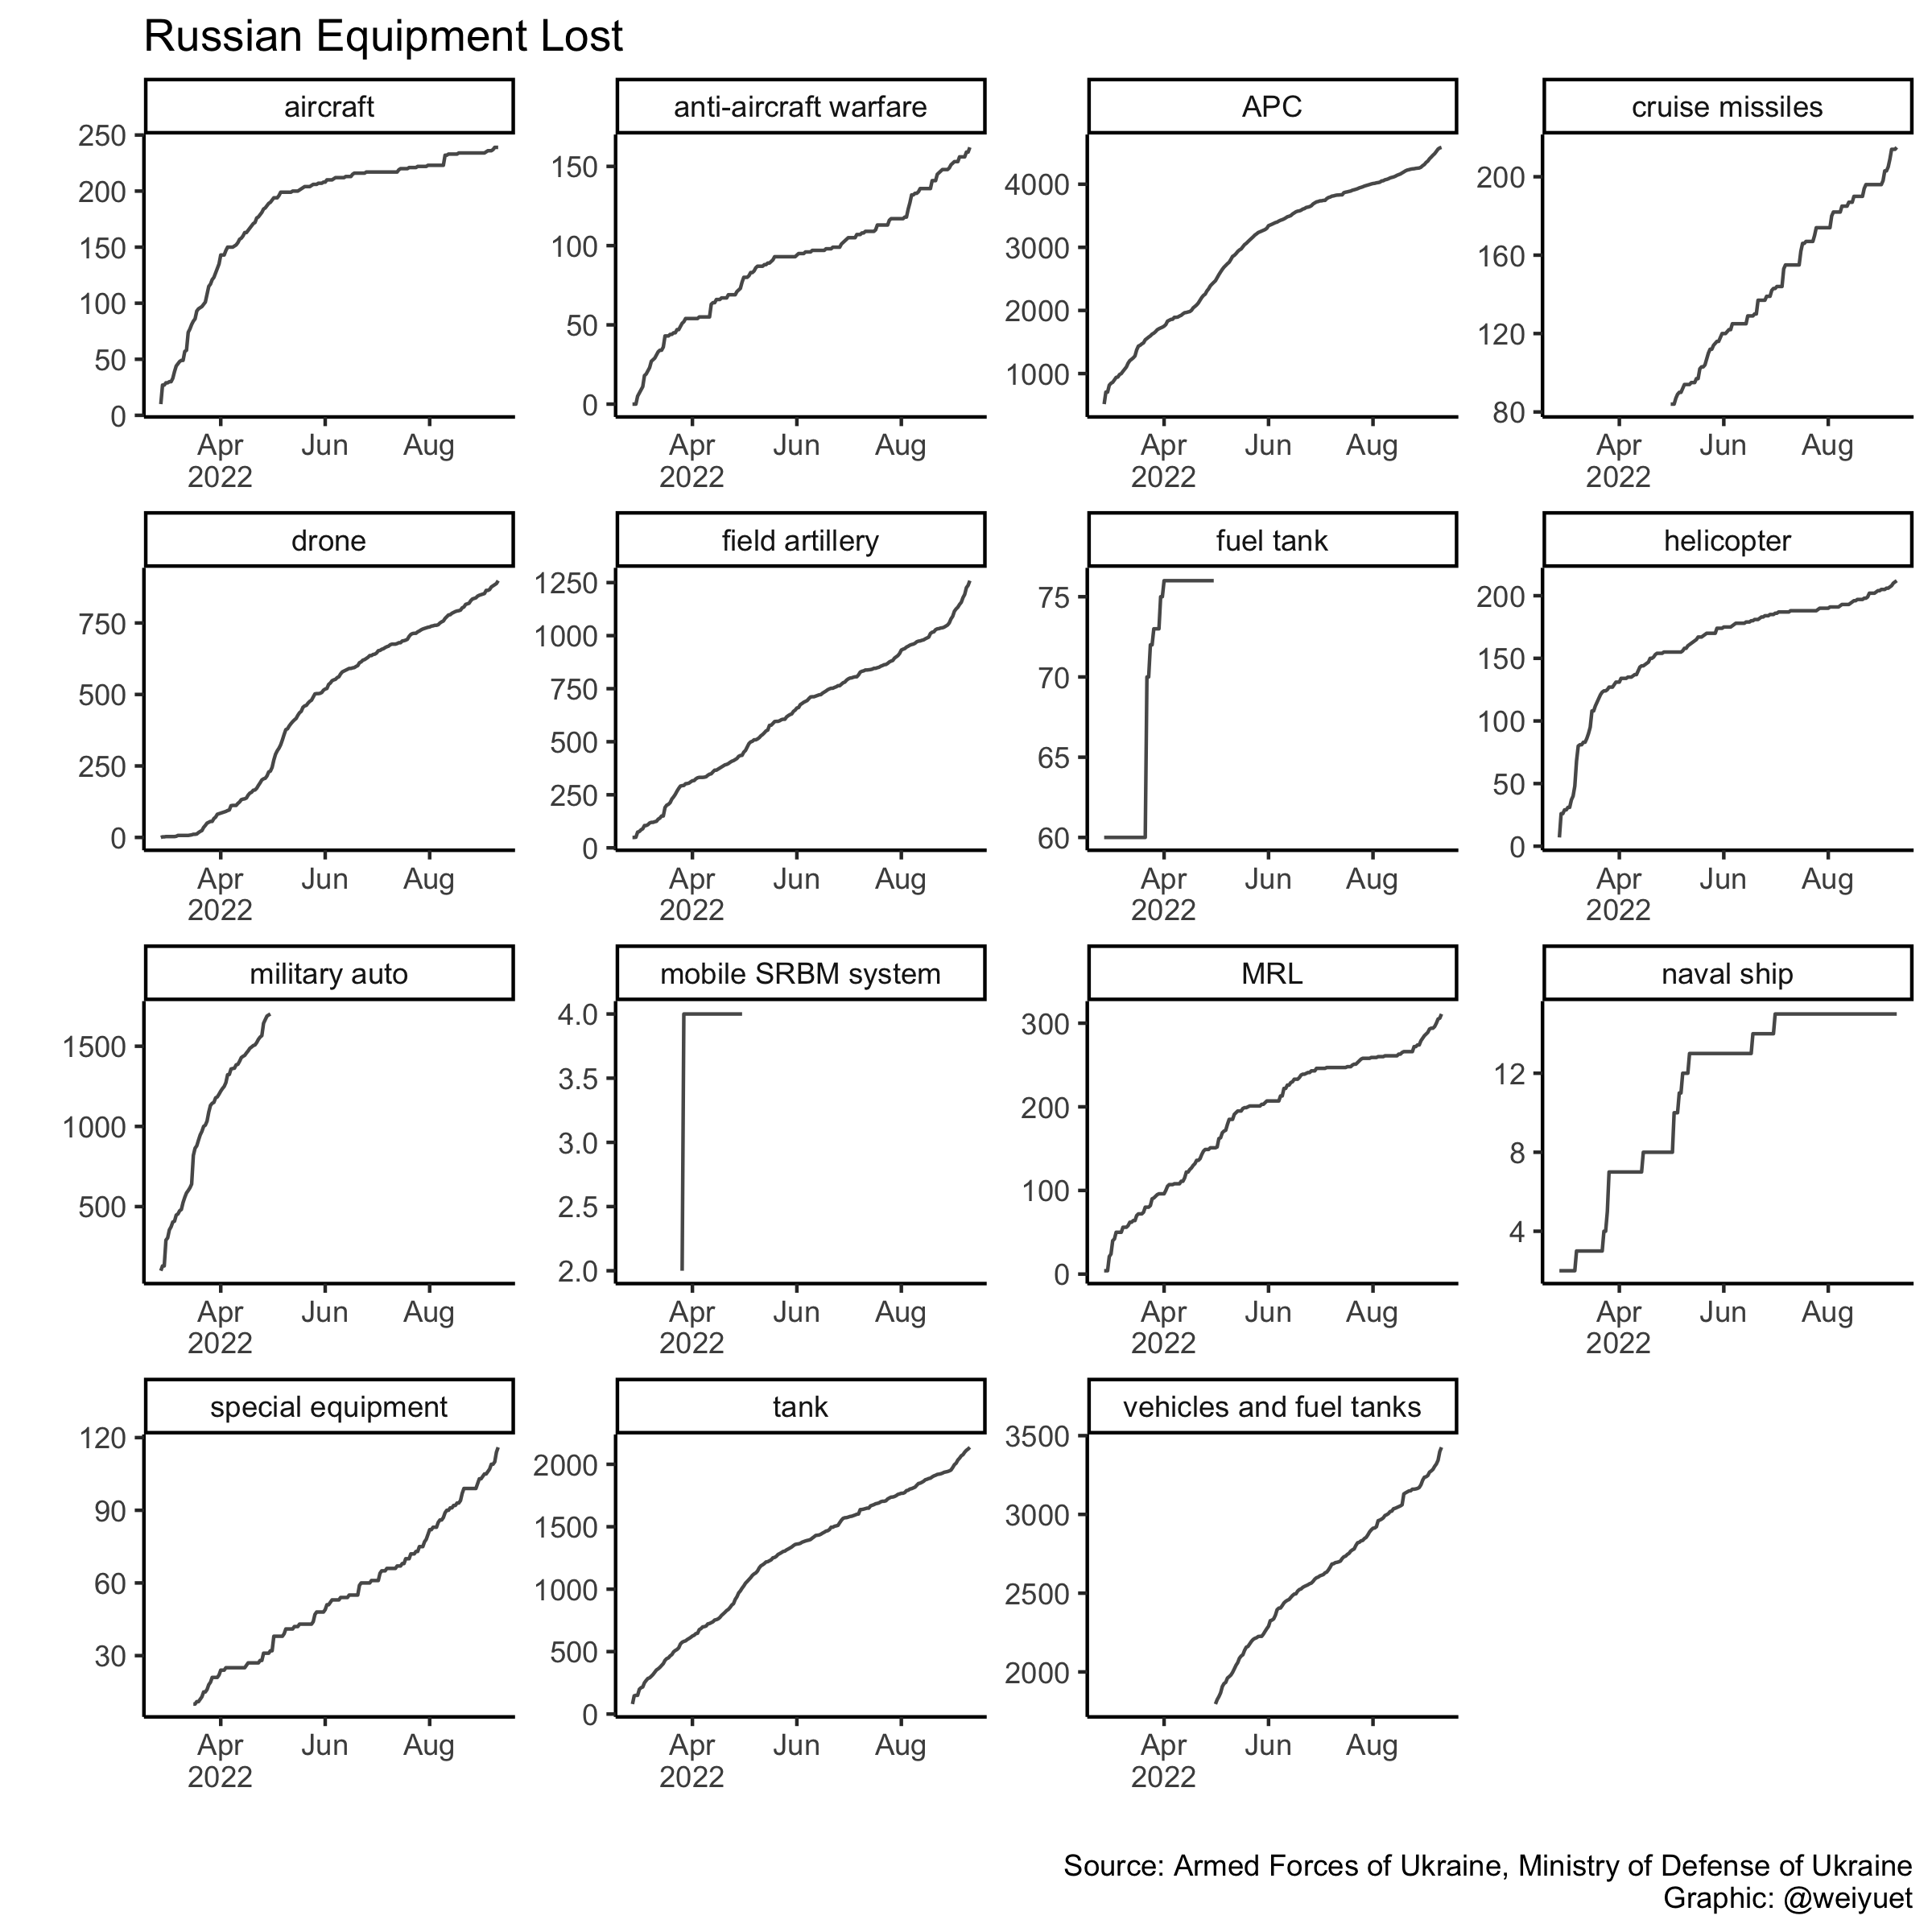 Russian Equipment Lost
aircraft
250
200
150
100
50
0
Apr
2022
Jun
Aug
anti-aircraft warfare
150
100
50
0
Apr
2022
Jun
Aug
APC
4000
3000
2000
1000
Apr
2022
Jun
Aug
cruise missiles
200
160
120
80
Apr
2022
Jun
Aug
drone
750
500
250
0
Apr
2022
Jun
Aug
field artillery
1250
1000
750
500
250
0
Apr
2022
Jun
Aug
fuel tank
75
70
65
60
Apr
2022
Jun
Aug
helicopter
200
150
100
50
0
Apr
2022
Jun
Aug
military auto
1500
1000
500
Apr
2022
Jun
Aug
mobile SRBM system
4.0
3.5
3.0
2.5
2.0
Apr
2022
Jun
Aug
MRL
300
200
100
0
Apr
2022
Jun
Aug
naval ship
12
8
4
Apr
2022
Jun
Aug
special equipment
120
90
60
30
Apr
2022
Jun
Aug
tank
2000
1500
1000
500
0
Apr
2022
Jun
Aug
vehicles and fuel tanks
3500
3000
2500
2000
Apr
2022
Jun
Aug
Source: Armed Forces of Ukraine, Ministry of Defense of Ukraine
Graphic: @weiyuet